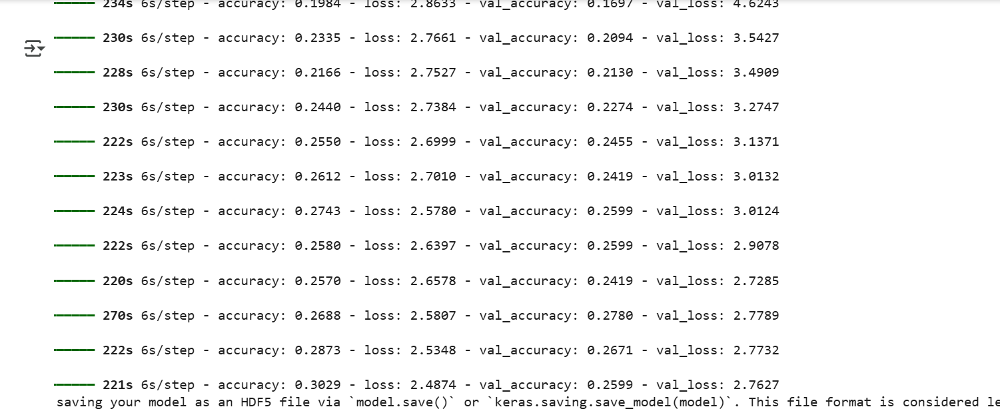 234s 6s/step - accuracy: 0.1984 - loss: 2.8633 - val_accuracy: 0.1697 - val_loss: 4.6243
230s 6s/step - accuracy: 0.2335 - loss: 2.7661 - val_accuracy: 0.2094 - val_loss: 3.5427
228s 6s/step - accuracy: 0.2166 - loss: 2.7527 - val_accuracy: 0.2130 - val_loss: 3.4909
230s 6s/step - accuracy: 0.2440 - loss: 2.7384 - val_accuracy: 0.2274 - val_loss: 3.2747
222s 6s/step - accuracy: 0.2550 - loss: 2.6999 - val_accuracy: 0.2455 - val_loss: 3.1371
223s 6s/step - accuracy: 0.2612 - loss: 2.7010 - val_accuracy: 0.2419 - val_loss: 3.0132
224s 6s/step - accuracy: 0.2743 - loss: 2.5780 - val_accuracy: 0.2599 - val_loss: 3.0124
222s 6s/step - accuracy: 0.2580 - loss: 2.6397 - val_accuracy: 0.2599 - val_loss: 2.9078
220s 6s/step - accuracy: 0.2570 - loss: 2.6578 - val_accuracy: 0.2419 - val_loss: 2.7285
270s 6s/step - accuracy: 0.2688 - loss: 2.5807 - val_accuracy: 0.2780 - val_loss: 2.7789
222s 6s/step - accuracy: 0.2873 - loss: 2.5348 - val_accuracy: 0.2671 - val_loss: 2.7732
221s 6s/step - accuracy: 0.3029 - loss: 2.4874 - val_accuracy: 0.2599 - val_loss: 2.7627
saving your model as an HDF5 file via `model.save()` or `keras.saving.save_model(model)`. This file format is considered le